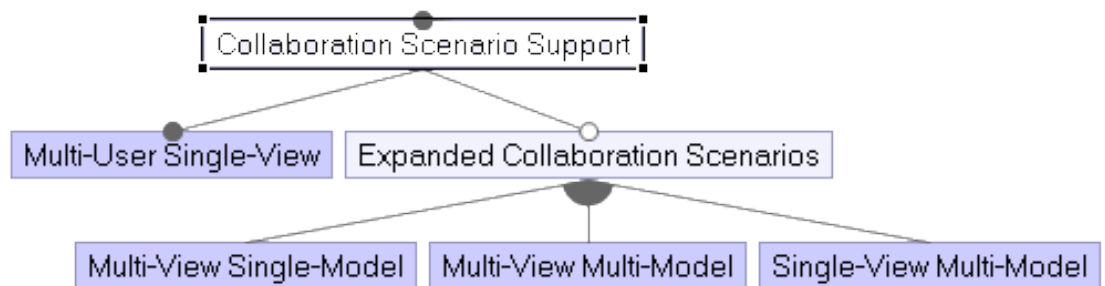 Collaboration Scenario Support
Multi-User Single-View
Expanded Collaboration Scenarios
Multi-View Single-Model
Multi-View Multi-Model
Single-View Multi-Model